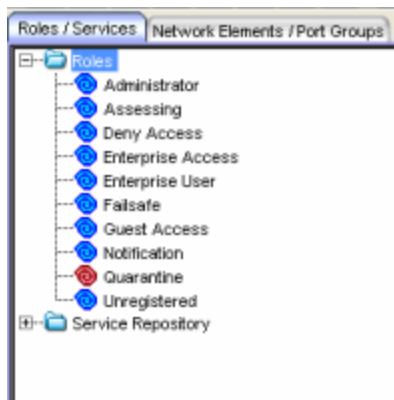 Roles / Services
Network Elements / Port Groups
Roles
Administrator
Assessing
Deny Access
Enterprise Access
Enterprise User
Failsafe
Guest Access
Notification
Quarantine
Unregistered
Service Repository